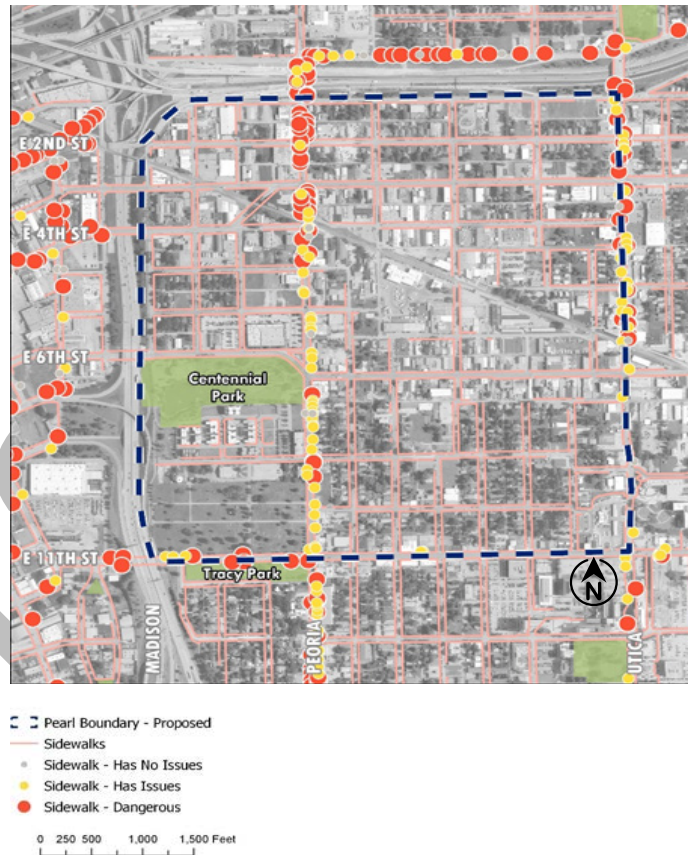 E 2ND ST
E 4TH ST
E 6TH ST
Centennial
Park
E 11TH ST
Tracy Park
N
MADISON
PEORIA
UTICA
Pearl Boundary - Proposed
Sidewalks
Sidewalk - Has No Issues
Sidewalk - Has Issues
Sidewalk - Dangerous
0 250 500 1,000 1,500 Feet